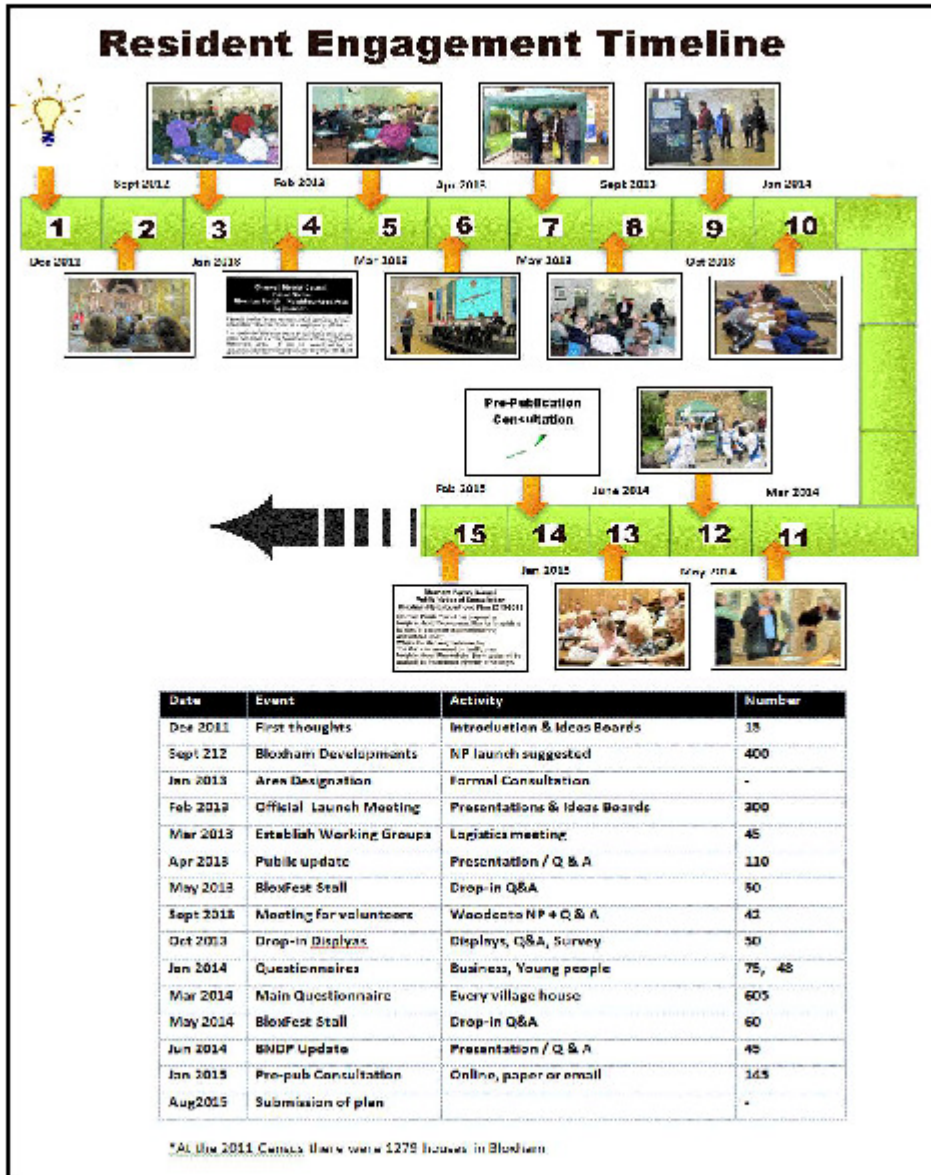 Resident Engagement Timeline
Sept 2012
Feb 2013
Apr 2013
Sept 2013
Jan 2014
1 2 3 4 5 6 7 8 9 10
Dec 2011
Jan 2013
Mar 2013
May 2013
Oct 2013
Pre-Publication
Consultation
Feb 2015
June 2014
Mar 2014
15 14 13 12 11
Jan 2015
May 2014
Date Event Activity Number
Dec 2011 First thoughts Introduction & Ideas Boards 15
Sept 212 Bloxham Developments NP launch suggested 400
Jan 2013 Area Designation Formal Consultation -
Feb 2013 Official Launch Meeting Presentations & Ideas Boards 300
Mar 2013 Establish Working Groups Logistics meeting 45
Apr 2013 Public update Presentation / Q & A 110
May 2013 BloxFest Stall Drop-in Q&A 50
Sept 2013 Meeting for volunteers Woodcote NP + Q & A 42
Oct 2013 Drop-in Displyas Displays, Q&A, Survey 50
Jan 2014 Questionnaires Business, Young people 75, 48
Mar 2014 Main Questionnaire Every village house 605
May 2014 BloxFest Stall Drop-in Q&A 60
Jun 2014 BNDP Update Presentation / Q & A 45
Jan 2015 Pre-pub Consultation Online, paper or email 145
Aug2015 Submission of plan -
*At the 2011 Census there were 1279 houses in Bloxham